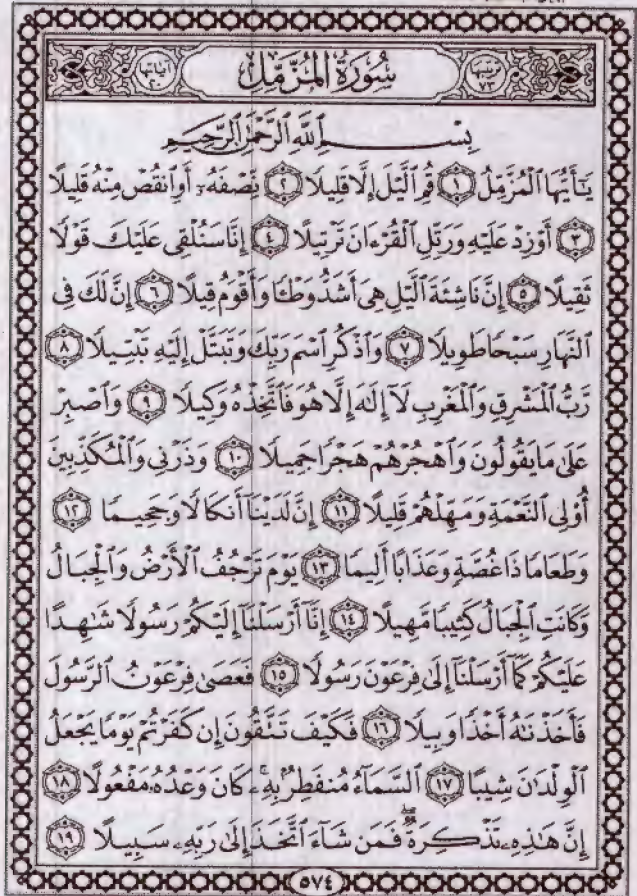 ترتيبها ٧٣ سُورَةُ المُزَّمِّلِ آياتها ٢٠
بِسْمِ ٱللَّهِ ٱلرَّحْمَٰنِ ٱلرَّحِيمِ
يَٰٓأَيُّهَا ٱلْمُزَّمِّلُ ١ قُمِ ٱلَّيْلَ إِلَّا قَلِيلًا ٢ نِّصْفَهُۥٓ أَوِ ٱنقُصْ مِنْهُ قَلِيلًا
٣ أَوْ زِدْ عَلَيْهِ وَرَتِّلِ ٱلْقُرْءَانَ تَرْتِيلًا ٤ إِنَّا سَنُلْقِى عَلَيْكَ قَوْلًا
ثَقِيلًا ٥ إِنَّ نَاشِئَةَ ٱلَّيْلِ هِىَ أَشَدُّ وَطْـًٔا وَأَقْوَمُ قِيلًا ٦ إِنَّ لَكَ فِى
ٱلنَّهَارِ سَبْحًا طَوِيلًا ٧ وَٱذْكُرِ ٱسْمَ رَبِّكَ وَتَبَتَّلْ إِلَيْهِ تَبْتِيلًا ٨
رَّبُّ ٱلْمَشْرِقِ وَٱلْمَغْرِبِ لَآ إِلَٰهَ إِلَّا هُوَ فَٱتَّخِذْهُ وَكِيلًا ٩ وَٱصْبِرْ
عَلَىٰ مَا يَقُولُونَ وَٱهْجُرْهُمْ هَجْرًا جَمِيلًا ١٠ وَذَرْنِى وَٱلْمُكَذِّبِينَ
أُو۟لِى ٱلنَّعْمَةِ وَمَهِّلْهُمْ قَلِيلًا ١١ إِنَّ لَدَيْنَآ أَنكَالًا وَجَحِيمًا ١٢
وَطَعَامًا ذَا غُصَّةٍ وَعَذَابًا أَلِيمًا ١٣ يَوْمَ تَرْجُفُ ٱلْأَرْضُ وَٱلْجِبَالُ
وَكَانَتِ ٱلْجِبَالُ كَثِيبًا مَّهِيلًا ١٤ إِنَّآ أَرْسَلْنَآ إِلَيْكُمْ رَسُولًا شَٰهِدًا
عَلَيْكُمْ كَمَآ أَرْسَلْنَآ إِلَىٰ فِرْعَوْنَ رَسُولًا ١٥ فَعَصَىٰ فِرْعَوْنُ ٱلرَّسُولَ
فَأَخَذْنَٰهُ أَخْذًا وَبِيلًا ١٦ فَكَيْفَ تَتَّقُونَ إِن كَفَرْتُمْ يَوْمًا يَجْعَلُ
ٱلْوِلْدَٰنَ شِيبًا ١٧ ٱلسَّمَآءُ مُنفَطِرٌۢ بِهِۦ ۚ كَانَ وَعْدُهُۥ مَفْعُولًا ١٨
إِنَّ هَٰذِهِۦ تَذْكِرَةٌ ۖ فَمَن شَآءَ ٱتَّخَذَ إِلَىٰ رَبِّهِۦ سَبِيلًا ١٩
٥٧٤